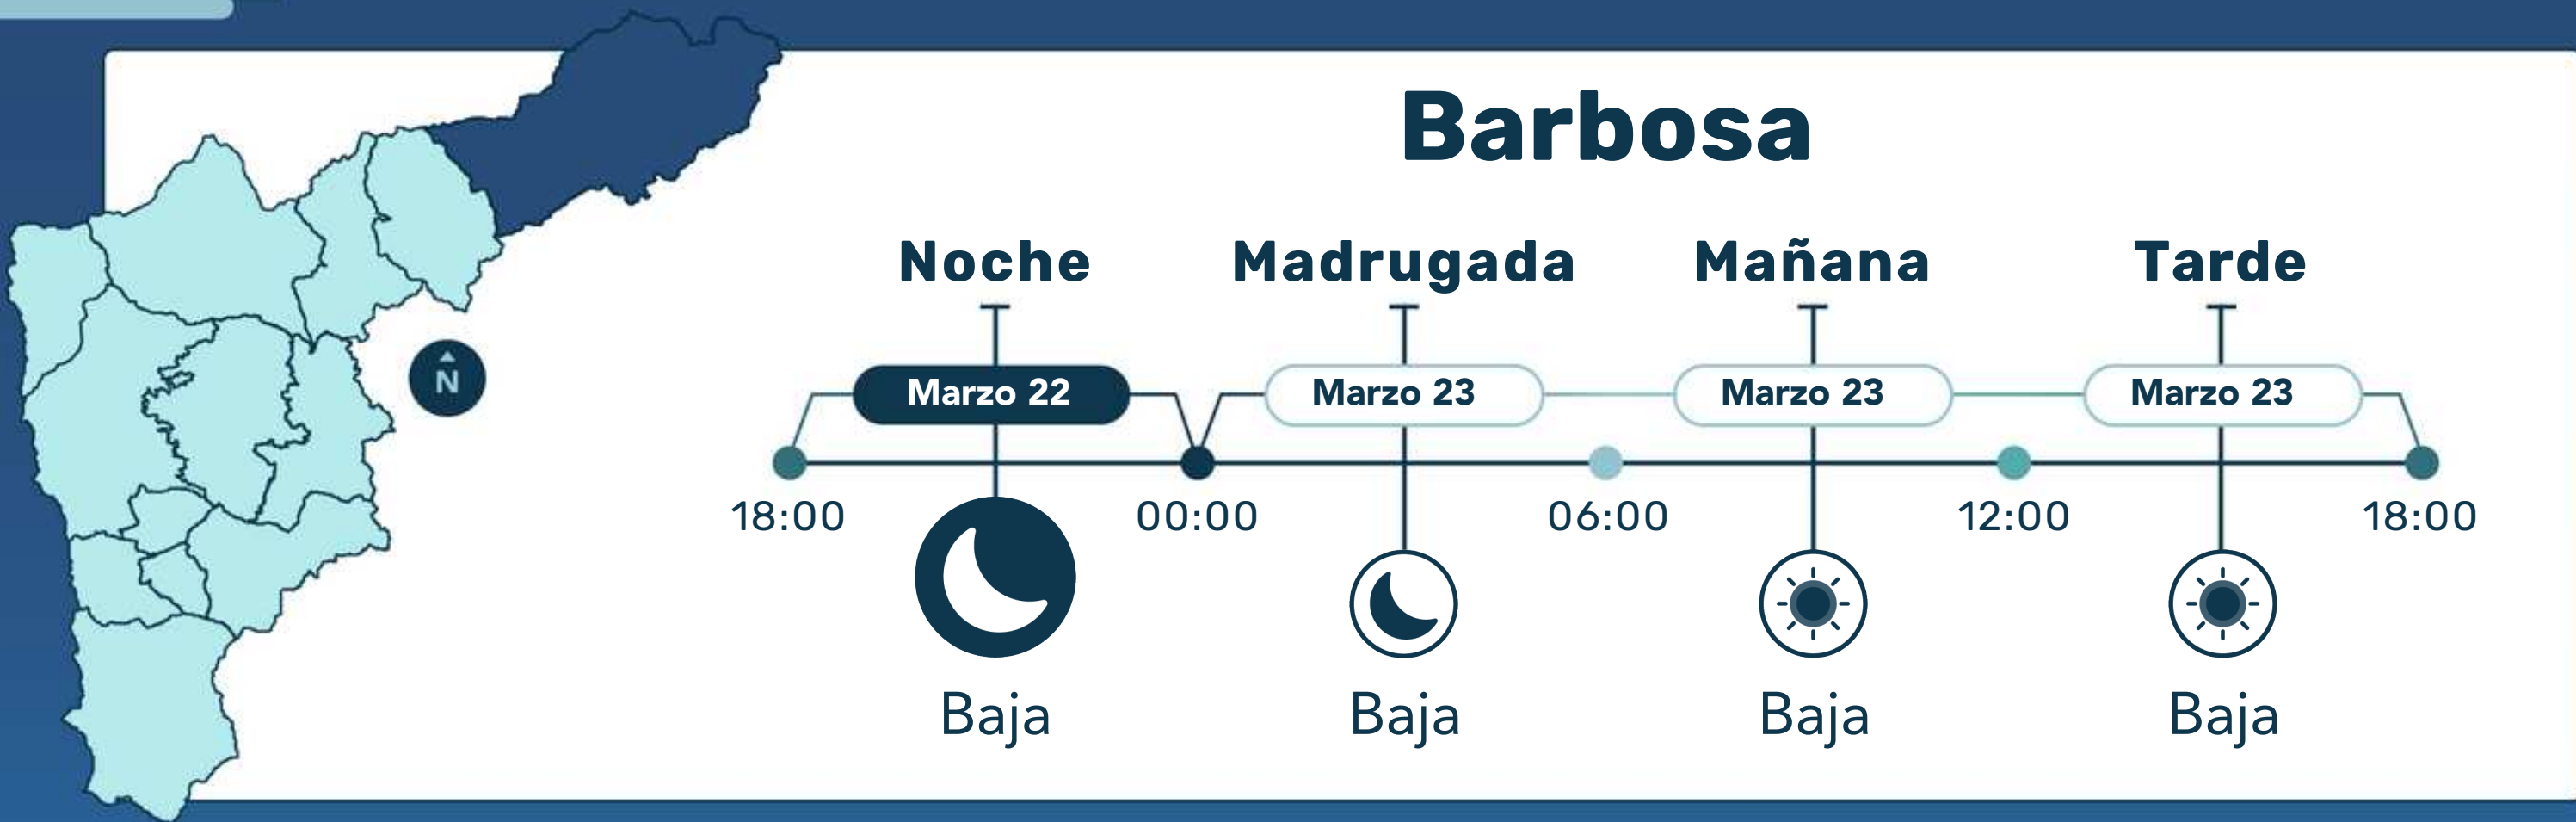 Barbosa
Noche Madrugada Mañana Tarde
Marzo 22 Marzo 23 Marzo 23 Marzo 23
N
18:00 00:00 06:00 12:00 18:00
Baja Baja Baja Baja